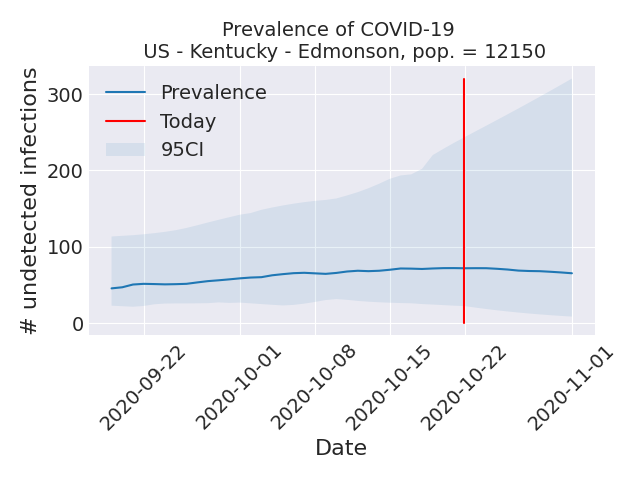 Prevalence of COVID-19
US - Kentucky - Edmonson, pop. = 12150
# undetected infections
300
200
100
0
Prevalence
Today
95CI
2020-09-22
2020-10-01
2020-10-08
2020-10-15
2020-10-22
2020-11-01
Date